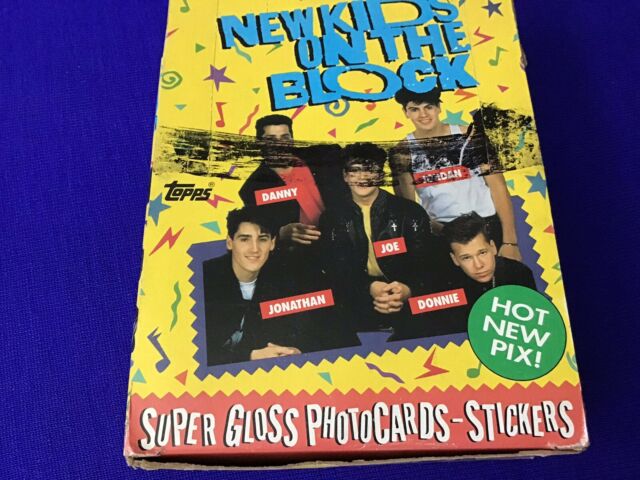 NEW KIDS
ON THE
BLOCK
Topps
DANNY
JORDAN
JOE
JONATHAN
DONNIE
HOT
NEW
PIX!
SUPER GLOSS PHOTOCARDS-STICKERS